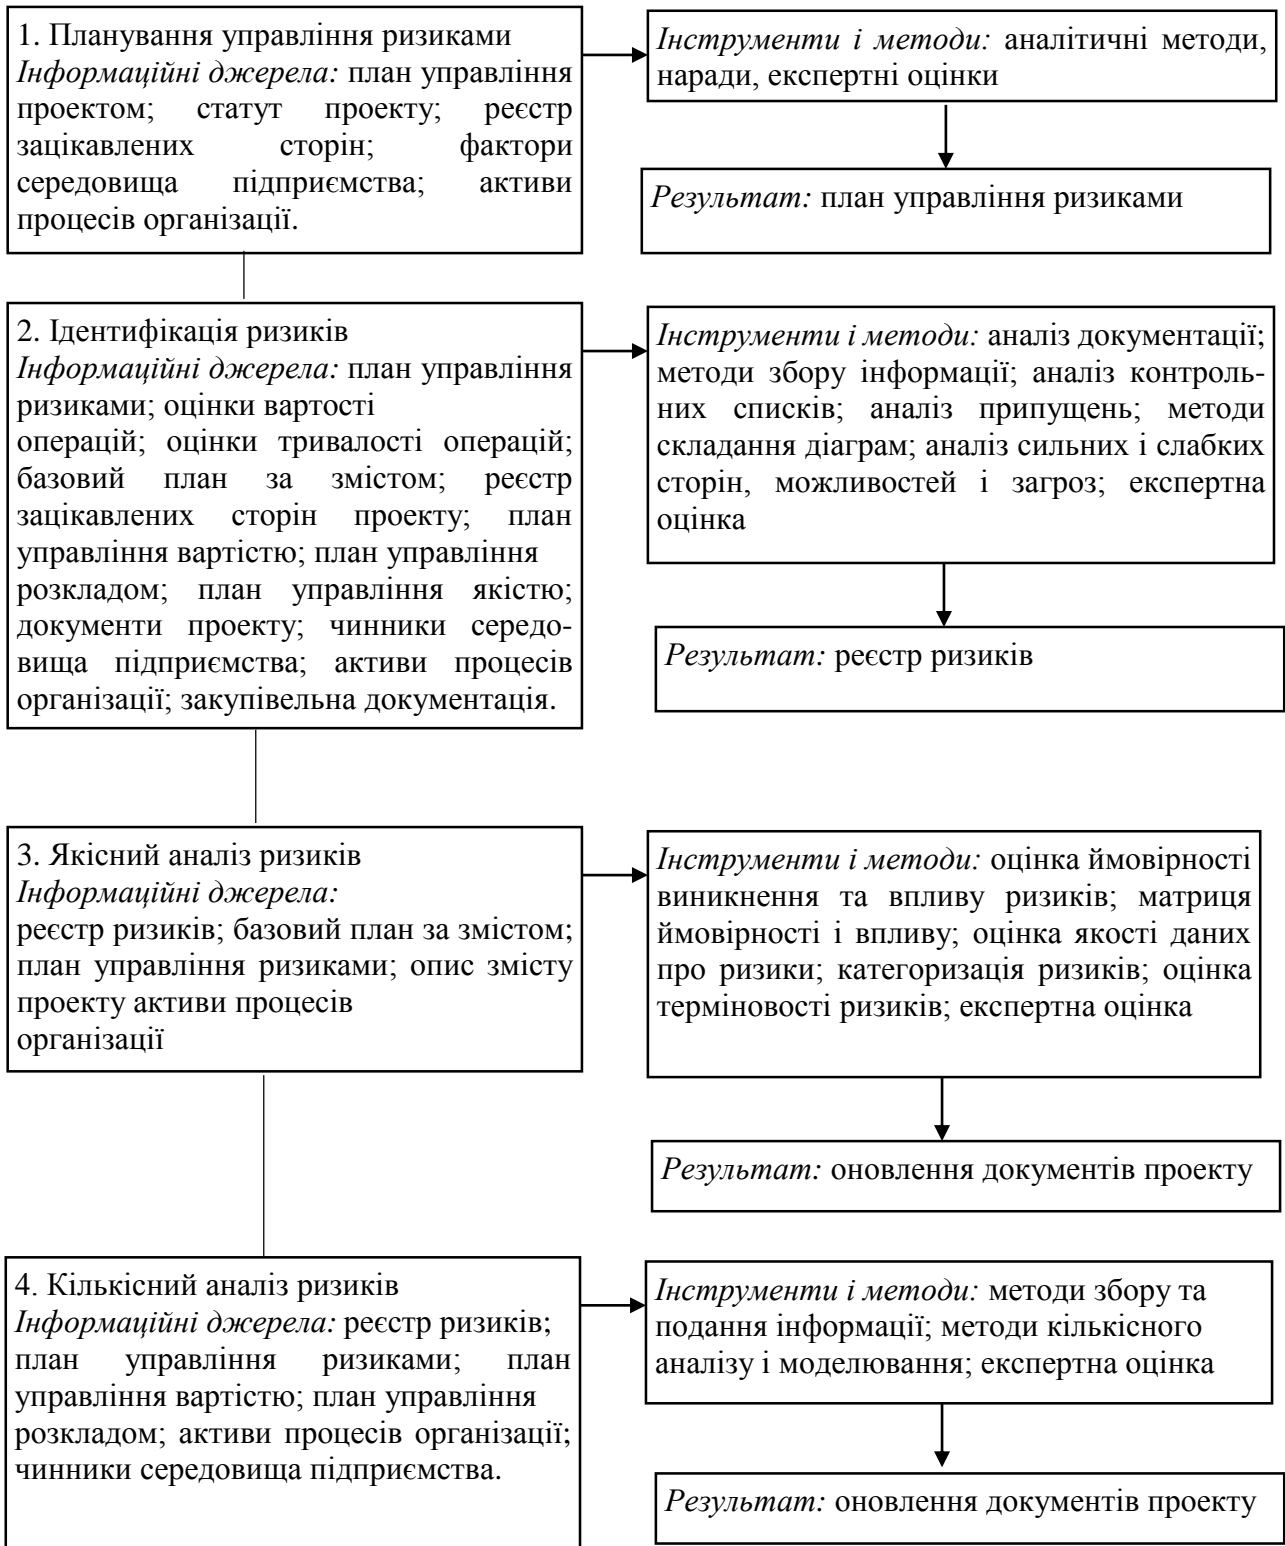 1. Планування управління ризиками
Інформаційні джерела: план управління
проектом; статут проекту; реєстр
зацікавлених сторін; фактори
середовища підприємства; активи
процесів організації.
Інструменти і методи: аналітичні методи,
наради, експертні оцінки
Результат: план управління ризиками
2. Ідентифікація ризиків
Інформаційні джерела: план управління
ризиками; оцінки вартості
операцій; оцінки тривалості операцій;
базовий план за змістом; реєстр
зацікавлених сторін проекту; план
управління вартістю; план управління
розкладом; план управління якістю;
документи проекту; чинники середо-
вища підприємства; активи процесів
організації; закупівельна документація.
Інструменти і методи: аналіз документації;
методи збору інформації; аналіз контроль-
них списків; аналіз припущень; методи
складання діаграм; аналіз сильних і слабких
сторін, можливостей і загроз; експертна
оцінка
Результат: реєстр ризиків
3. Якісний аналіз ризиків
Інформаційні джерела:
реєстр ризиків; базовий план за змістом;
план управління ризиками; опис змісту
проекту активи процесів
організації
Інструменти і методи: оцінка ймовірності
виникнення та впливу ризиків; матриця
ймовірності і впливу; оцінка якості даних
про ризики; категоризація ризиків; оцінка
терміновості ризиків; експертна оцінка
Результат: оновлення документів проекту
4. Кількісний аналіз ризиків
Інформаційні джерела: реєстр ризиків;
план управління ризиками; план
управління вартістю; план управління
розкладом; активи процесів організації;
чинники середовища підприємства.
Інструменти і методи: методи збору та
подання інформації; методи кількісного
аналізу і моделювання; експертна оцінка
Результат: оновлення документів проекту